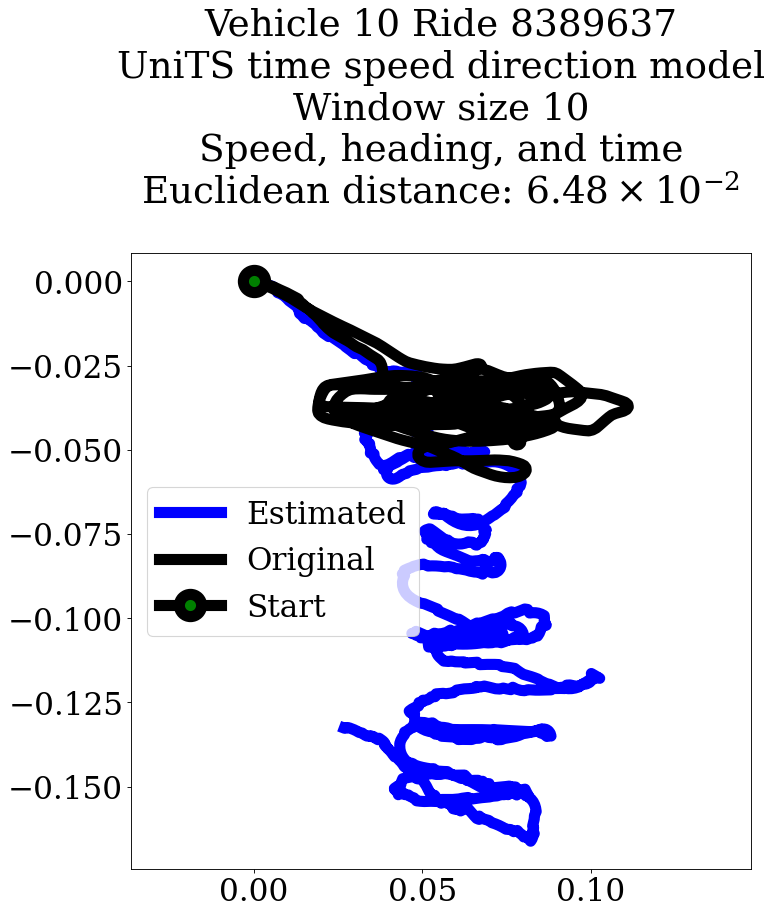 Vehicle 10 Ride 8389637
UniTS time speed direction model
Window size 10
Speed, heading, and time
Euclidean distance: $6.48 \times 10^{-2}$
0.000
−0.025
−0.050
−0.075
−0.100
−0.125
−0.150
Estimated
Original
Start
0.00 0.05 0.10